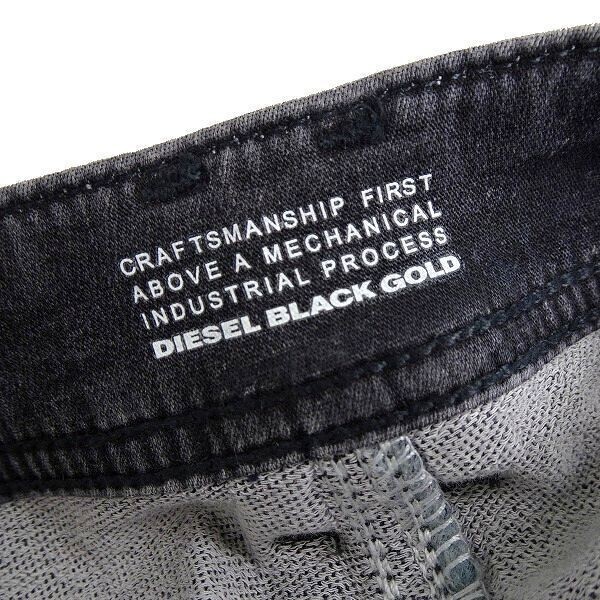 CRAFTSMANSHIP FIRST
ABOVE A MECHANICAL
INDUSTRIAL PROCESS
DIESEL BLACK GOLD